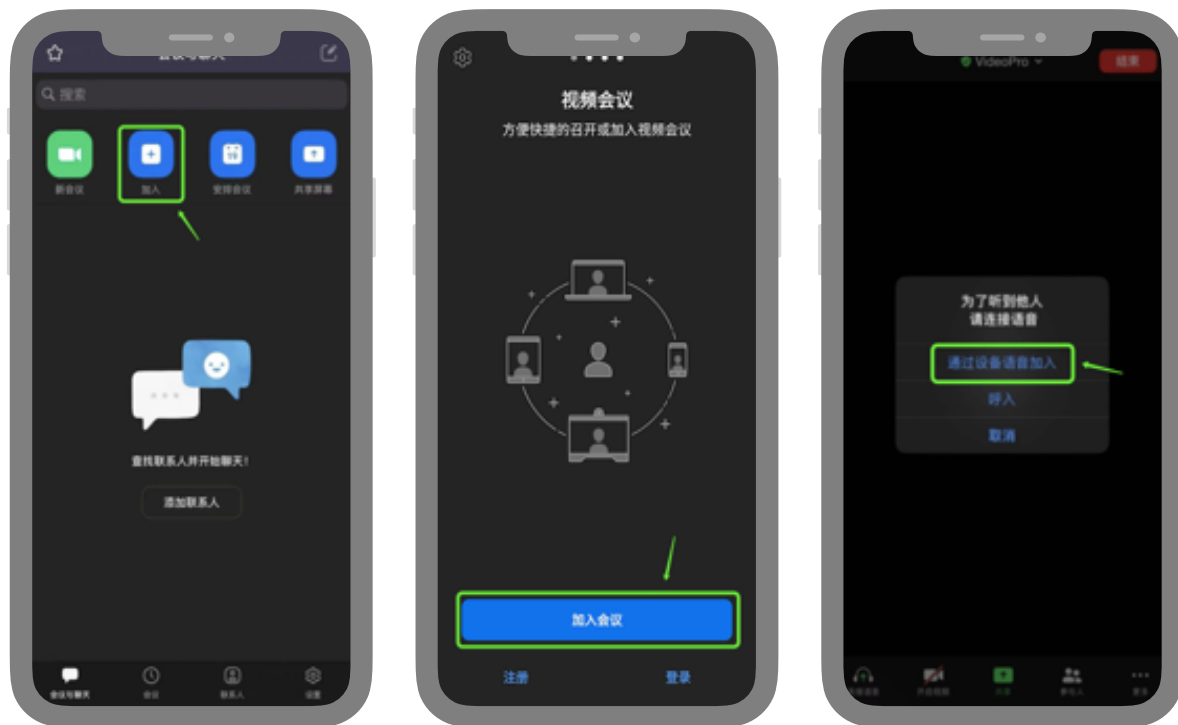 搜索
19
新会议
加入
安排会议
共享屏幕
查找联系人并开始聊天!
添加联系人
会议与聊天
会议
联系人
设置
视频会议
方便快捷的召开或加入视频会议
加入会议
注册
登录
VideoPro
结束
为了听到他人
请连接语音
通过设备语音加入
呼入
取消
开启视频
共享
参与人
更多